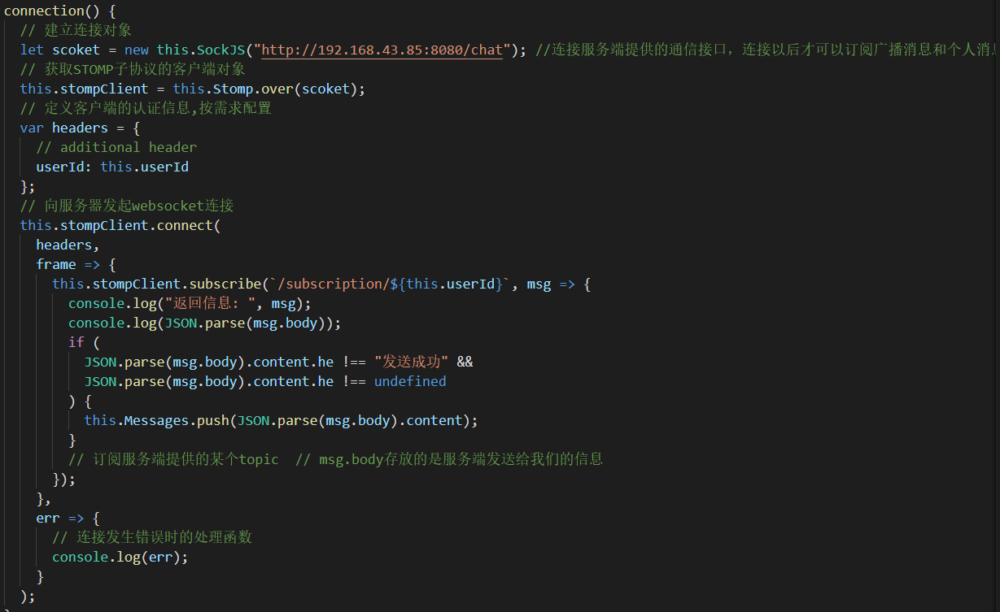 connection() {
// 建立连接对象
let scoket = new this.SockJS("http://192.168.43.85:8080/chat"); //连接服务端提供的通信接口，连接以后才可以订阅广播消息和个人消息
// 获取STOMP子协议的客户端对象
this.stompClient = this.Stomp.over(scoket);
// 定义客户端的认证信息,按需求配置
var headers = {
// additional header
userId: this.userId
};
// 向服务器发起websocket连接
this.stompClient.connect(
headers,
frame => {
this.stompClient.subscribe(`/subscription/${this.userId}`, msg => {
console.log("返回信息: ", msg);
console.log(JSON.parse(msg.body));
if (
JSON.parse(msg.body).content.he !== "发送成功" &&
JSON.parse(msg.body).content.he !== undefined
) {
this.Messages.push(JSON.parse(msg.body).content);
}
// 订阅服务端提供的某个topic  // msg.body存放的是服务端发送给我们的信息
});
},
err => {
// 连接发生错误时的处理函数
console.log(err);
}
);